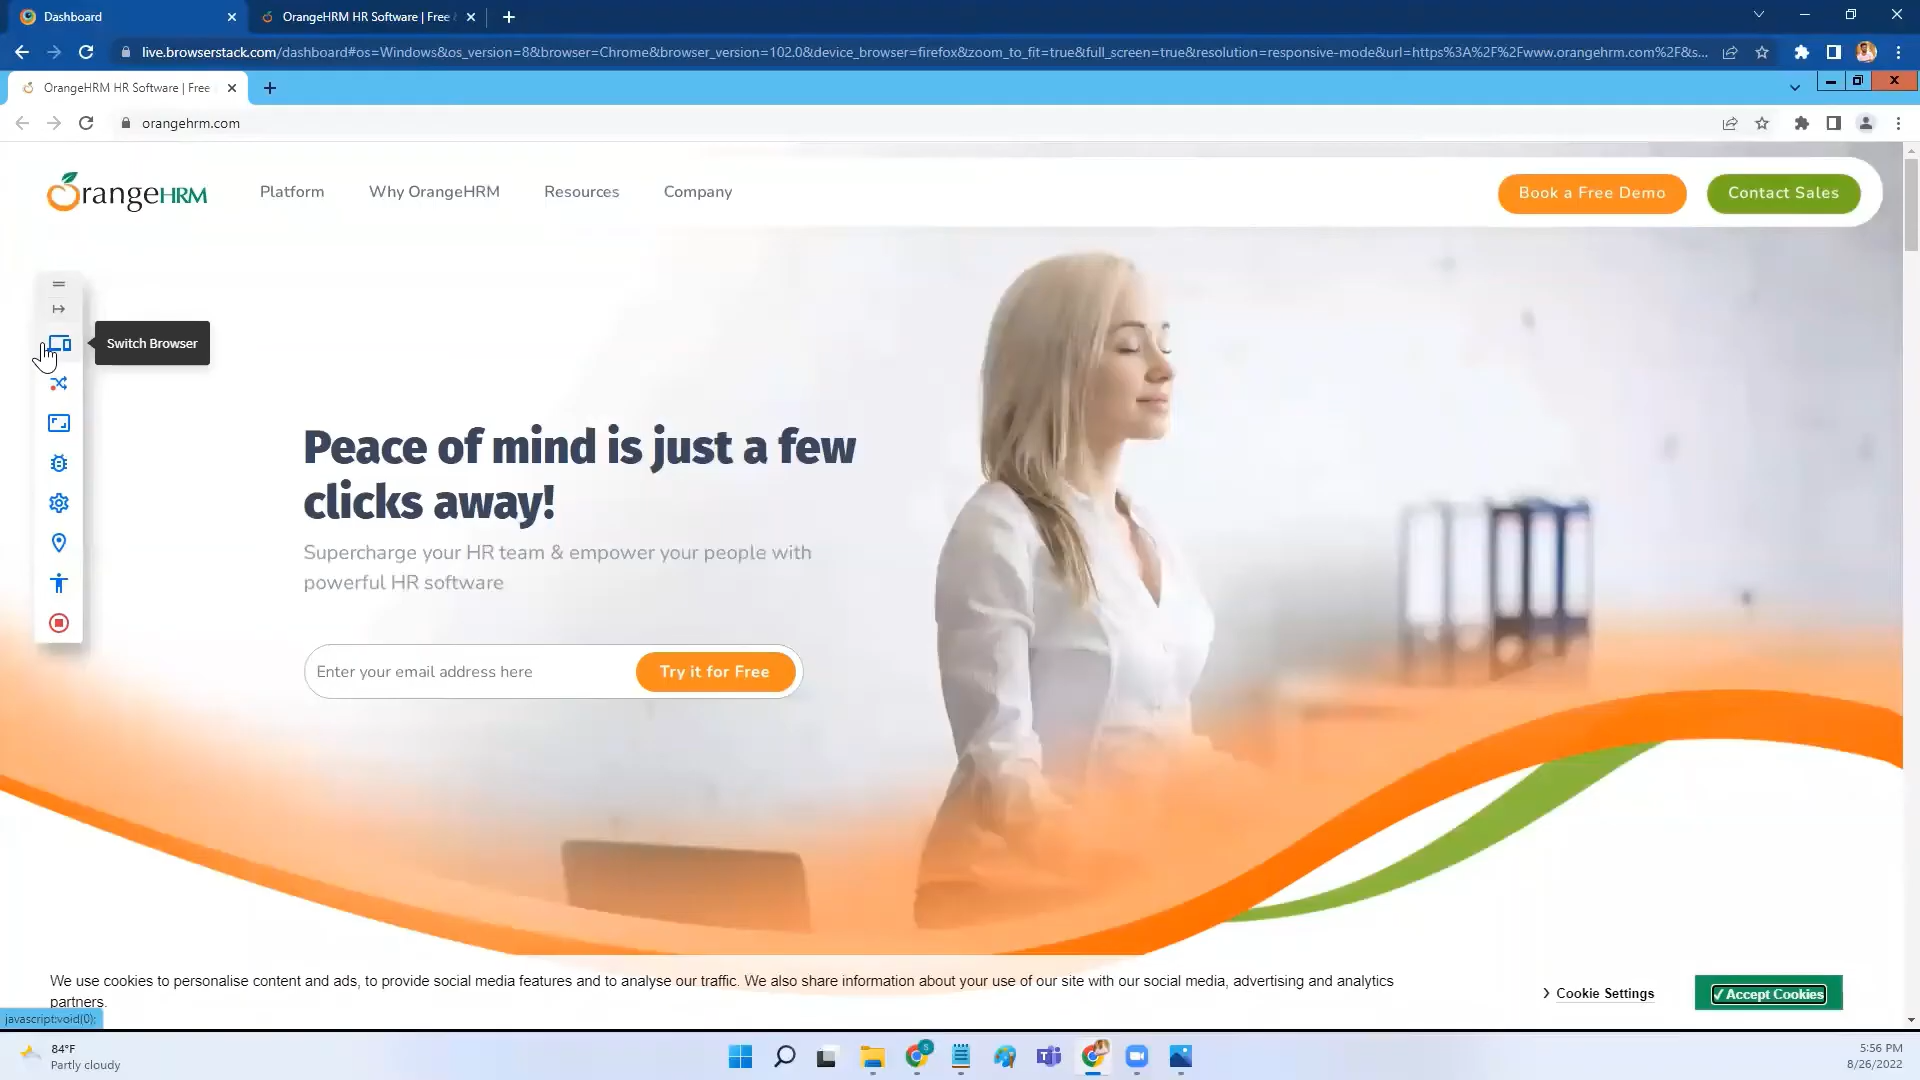 Dashboard
OrangeHRM HR Software | Free
live.browserstack.com/dashboard#os=Windows&os_version=8&browser=Chrome&browser_version=102.0&device_browser=firefox&zoom_to_fit=true&full_screen=true&resolution=responsive-mode&url=https%3A%2F%2Fwww.orangehrm.com%2F&s...
OrangeHRM HR Software | Free
orangehrm.com
OrangeHRM
Platform
Why OrangeHRM
Resources
Company
Book a Free Demo
Contact Sales
Switch Browser
Peace of mind is just a few
clicks away!
Supercharge your HR team & empower your people with
powerful HR software
Enter your email address here
Try it for Free
We use cookies to personalise content and ads, to provide social media features and to analyse our traffic. We also share information about your use of our site with our social media, advertising and analytics
partners.
Cookie Settings
✓ Accept Cookies
javascript:void(0);
84°F
Partly cloudy
S
5:56 PM
8/26/2022